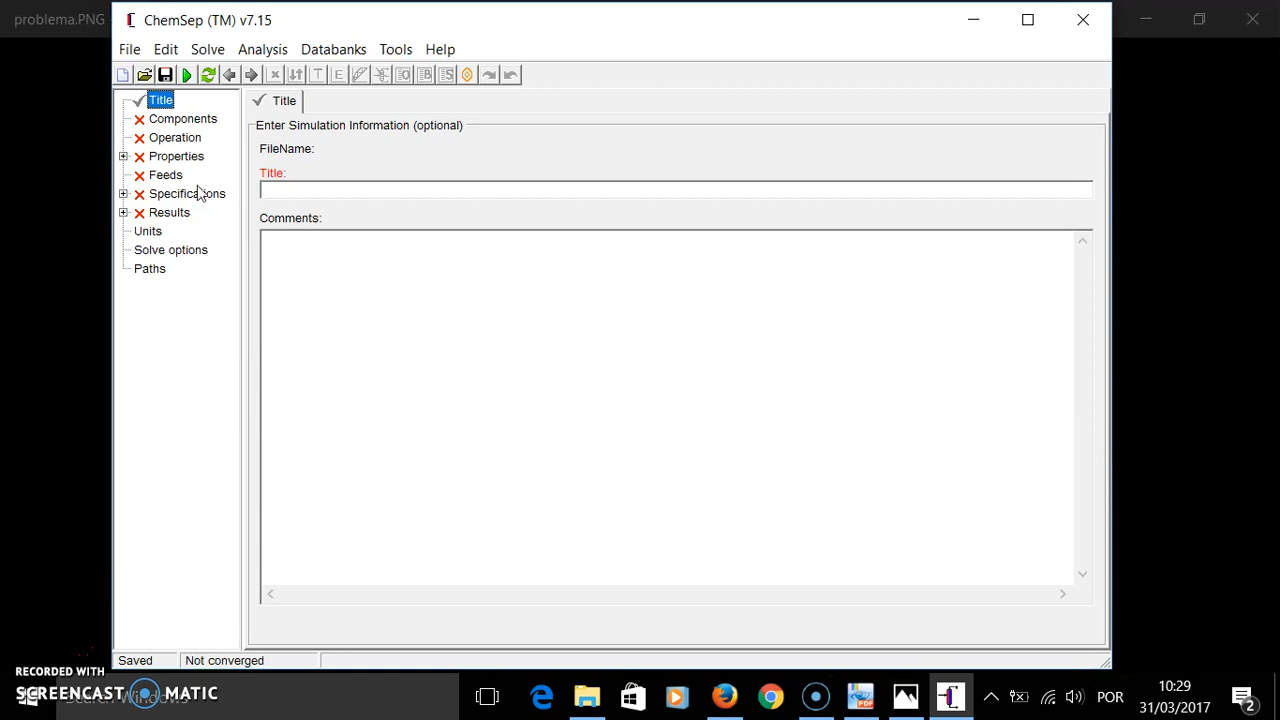 problema.PNG -
ChemSep (TM) v7.15
File Edit Solve Analysis Databanks Tools Help
Title
Components
Operation
Properties
Feeds
Specifications
Results
Units
Solve options
Paths
Title
Enter Simulation Information (optional)
FileName:
Title:
Comments:
Saved
Not converged
RECORDED WITH
SCREENCAST MATIC
Windows
POR
10:29
31/03/2017
2